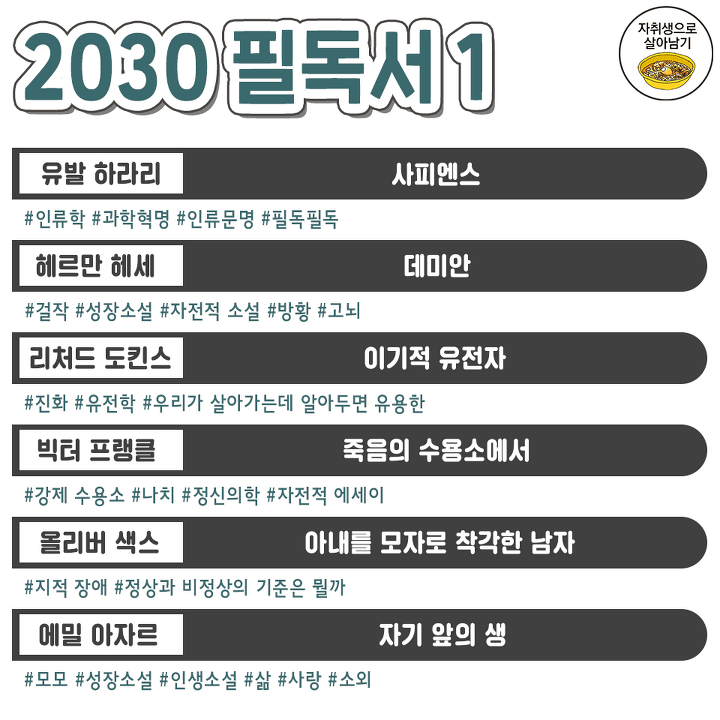 2030 필독서 1
자취생으로
살아남기
유발 하라리 사피엔스
#인류학 #과학혁명 #인류문명 #필독필독
헤르만 헤세 데미안
#걸작 #성장소설 #자전적 소설 #방황 #고뇌
리처드 도킨스 이기적 유전자
#진화 #유전학 #우리가 살아가는데 알아두면 유용한
빅터 프랭클 죽음의 수용소에서
#강제 수용소 #나치 #정신의학 #자전적 에세이
올리버 색스 아내를 모자로 착각한 남자
#지적 장애 #정상과 비정상의 기준은 뭘까
에밀 아자르 자기 앞의 생
#모모 #성장소설 #인생소설 #삶 #사랑 #소외